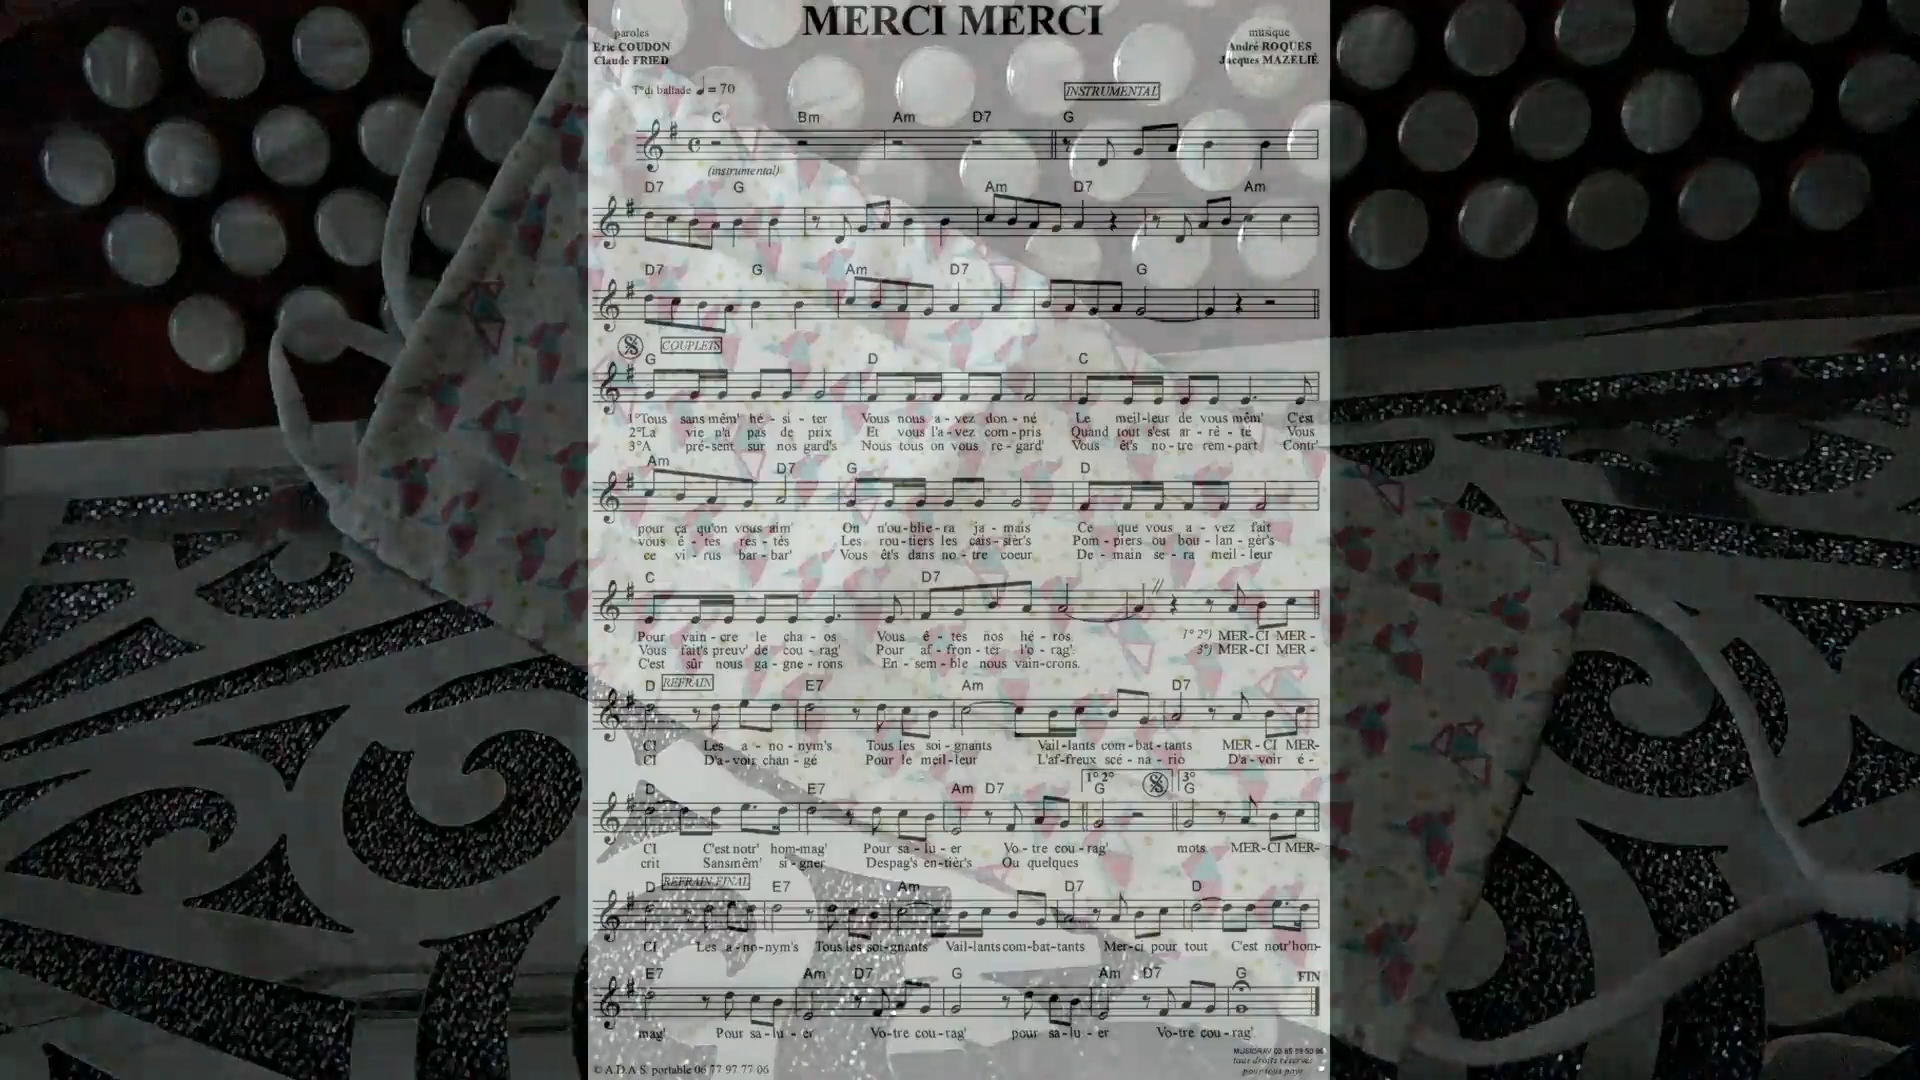 MERCI MERCI
paroles
Eric COUDON
Claude FRIED
musique
André ROQUES
Jacques MAZELIÉ
T° di ballade ♩ = 70
INSTRUMENTAL
C Bm Am D7 G
(instrumental)
D7 G Am D7 Am
D7 G Am D7 G
COUPLETS
G D C
1°Tous sans mêm' hé - si - ter Vous nous a - vez don - né Le meil - leur de vous mêm' C'est
2°La vie n'a pas de prix Et vous l'a - vez com - pris Quand tout s'est ar - rê - té Vous
3°A pré - sent sur nos gard's Nous tous on vous re - gard' Vous êt's no - tre rem - part Contr'
Am D7 G D
pour ça qu'on vous aim' On n'ou - blie - ra ja - mais Ce que vous a - vez fait
vous ê - tes res - tés Les rou - tiers les cais - sièr's Pom - piers ou bou - lan - gèr's
ce vi - rus bar - bar' Vous êt's dans no - tre coeur De - main se - ra meil - leur
C D7
Pour vain - cre le cha - os Vous ê - tes nos hé - ros 1° 2°) MER - CI MER -
Vous fait's preuv' de cou - rag' Pour af - fron - ter l'o - rag' 3°) MER - CI MER -
C'est sûr nous ga - gne - rons En - sem - ble nous vain - crons.
D REFRAIN E7 Am D7
CI Les a - no - nym's Tous les soi - gnants Vail - lants com - bat - tants MER - CI MER-
CI D'a - voir chan - gé Pour le meil - leur L'af - freux scé - na - rio D'a - voir é -
D E7 Am D7 1° 2° G 3° G
CI C'est notr' hom - mag' Pour sa - lu - er Vo - tre cou - rag' mots MER - CI MER-
crit Sans mêm' si - gner Des pag's en - tièr's Ou quelques
D REFRAIN FINAL E7 Am D7 D
CI Les a - no - nym's Tous les soi - gnants Vail - lants com - bat - tants Mer - ci pour tout C'est notr' hom-
E7 Am D7 G Am D7 G FIN
mag' Pour sa - lu - er Vo - tre cou - rag' pour sa - lu - er Vo - tre cou - rag'
© A.D.A.S. portable 06 77 97 77 06
tous droits réservés
pour tous pays